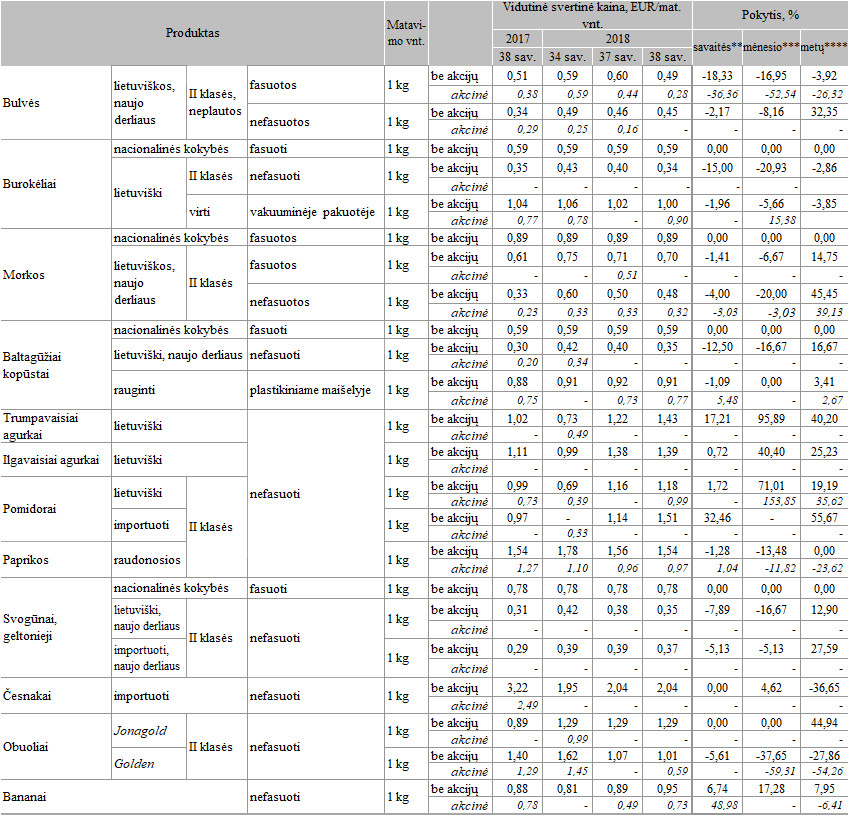 Produktas Matavi- mo vnt. Vidutinė svertinė kaina, EUR/mat. vnt. Pokytis, %
2017 2018 savaitės** mėnesio*** metų****
38 sav. 34 sav. 37 sav. 38 sav.
Bulvės lietuviškos, naujo derliaus II klasės, neplautos fasuotos 1 kg be akcijų 0,51 0,59 0,60 0,49 -18,33 -16,95 -3,92
akcinė 0,38 0,59 0,44 0,28 -36,36 -52,54 -26,32
nefasuotos 1 kg be akcijų 0,34 0,49 0,46 0,45 -2,17 -8,16 32,35
akcinė 0,29 0,25 0,16 - - - -
Burokėliai nacionalinės kokybės fasuoti 1 kg be akcijų 0,59 0,59 0,59 0,59 0,00 0,00 0,00
lietuviški II klasės nefasuoti 1 kg be akcijų 0,35 0,43 0,40 0,34 -15,00 -20,93 -2,86
akcinė - - - - - -
virti vakuuminėje pakuotėje 1 kg be akcijų 1,04 1,06 1,02 1,00 -1,96 -5,66 -3,85
akcinė 0,77 0,78 - 0,90 - 15,38
Morkos nacionalinės kokybės fasuotos 1 kg be akcijų 0,89 0,89 0,89 0,89 0,00 0,00 0,00
lietuviškos, naujo derliaus II klasės fasuotos 1 kg be akcijų 0,61 0,75 0,71 0,70 -1,41 -6,67 14,75
akcinė - - 0,51 - - - -
nefasuotos 1 kg be akcijų 0,33 0,60 0,50 0,48 -4,00 -20,00 45,45
akcinė 0,23 0,33 0,33 0,32 -3,03 -3,03 39,13
Baltagūžiai kopūstai nacionalinės kokybės fasuoti 1 kg be akcijų 0,59 0,59 0,59 0,59 0,00 0,00 0,00
lietuviški, naujo derliaus nefasuoti 1 kg be akcijų 0,30 0,42 0,40 0,35 -12,50 -16,67 16,67
akcinė 0,20 0,34 - - - - -
rauginti plastikiniame maišelyje 1 kg be akcijų 0,88 0,91 0,92 0,91 -1,09 0,00 3,41
akcinė 0,75 - 0,73 0,77 5,48 - 2,67
Trumpavaisiai agurkai lietuviški nefasuoti 1 kg be akcijų 1,02 0,73 1,22 1,43 17,21 95,89 40,20
akcinė - 0,49 - - - - -
Ilgavaisiai agurkai lietuviški 1 kg be akcijų 1,11 0,99 1,38 1,39 0,72 40,40 25,23
akcinė - - - - - - -
Pomidorai lietuviški II klasės 1 kg be akcijų 0,99 0,69 1,16 1,18 1,72 71,01 19,19
akcinė 0,73 0,39 - 0,99 - 153,85 35,62
importuoti 1 kg be akcijų 0,97 - 1,14 1,51 32,46 - 55,67
akcinė - 0,33 - - - - -
Paprikos raudonosios 1 kg be akcijų 1,54 1,78 1,56 1,54 -1,28 -13,48 0,00
akcinė 1,27 1,10 0,96 0,97 1,04 -11,82 -23,62
Svogūnai, geltonieji nacionalinės kokybės fasuoti 1 kg be akcijų 0,78 0,78 0,78 0,78 0,00 0,00 0,00
lietuviški, naujo derliaus II klasės nefasuoti 1 kg be akcijų 0,31 0,42 0,38 0,35 -7,89 -16,67 12,90
akcinė - - - - - - -
importuoti, naujo derliaus 1 kg be akcijų 0,29 0,39 0,39 0,37 -5,13 -5,13 27,59
akcinė - - - - - - -
Česnakai importuoti nefasuoti 1 kg be akcijų 3,22 1,95 2,04 2,04 0,00 4,62 -36,65
akcinė 2,49 - - - - - -
Obuoliai Jonagold II klasės nefasuoti 1 kg be akcijų 0,89 1,29 1,29 1,29 0,00 0,00 44,94
akcinė - 0,99 - - - - -
Golden 1 kg be akcijų 1,40 1,62 1,07 1,01 -5,61 -37,65 -27,86
akcinė 1,29 1,45 - 0,59 - -59,31 -54,26
Bananai nefasuoti 1 kg be akcijų 0,88 0,81 0,89 0,95 6,74 17,28 7,95
akcinė 0,78 - 0,49 0,73 48,98 - -6,41